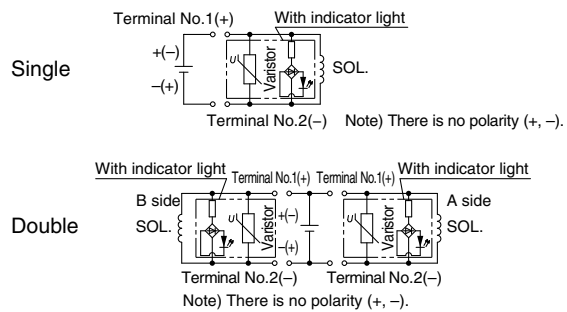 Terminal No.1(+)
With indicator light
+(−)
−(+)
Single
U
Varistor
SOL.
Terminal No.2(−)
Note) There is no polarity (+, −).
With indicator light
Terminal No.1(+)
Terminal No.1(+)
With indicator light
B side
SOL.
U
Varistor
+(−)
−(+)
U
Varistor
A side
SOL.
Double
Terminal No.2(−)
Terminal No.2(−)
Note) There is no polarity (+, −).